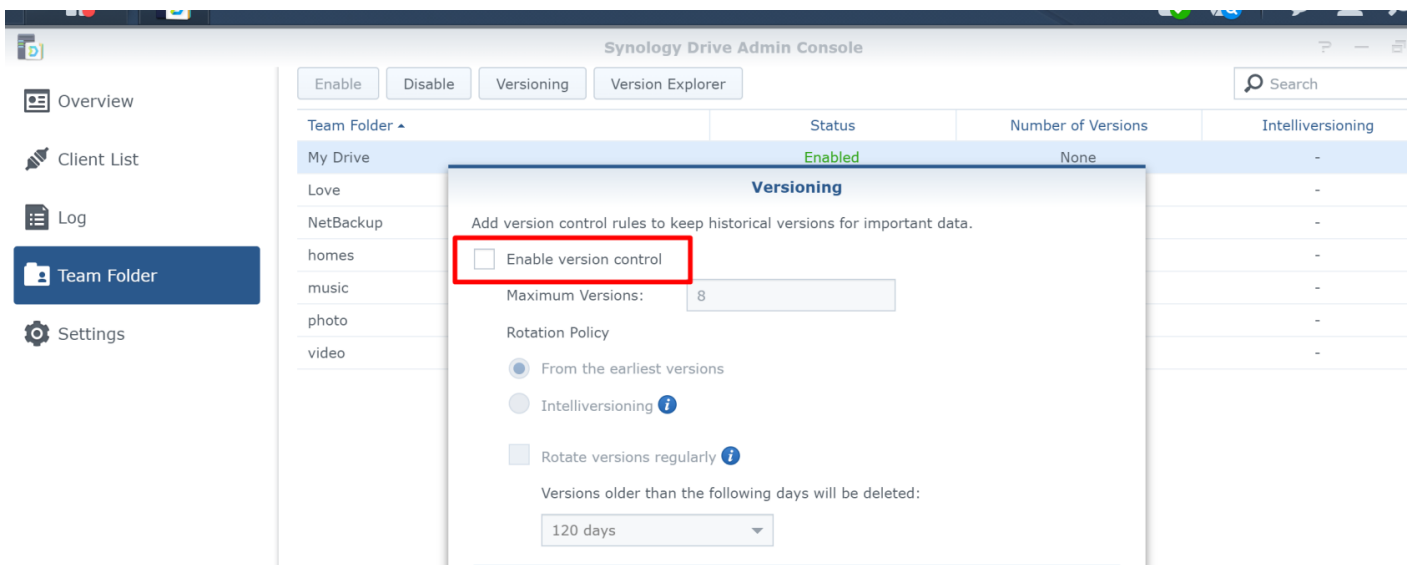 Synology Drive Admin Console
Overview
Client List
Log
Team Folder
Settings
Enable Disable Versioning Version Explorer Search
Team Folder Status Number of Versions Intelliversioning
My Drive Enabled None -
Love -
NetBackup -
homes -
music -
photo -
video -
Versioning
Add version control rules to keep historical versions for important data.
Enable version control
Maximum Versions: 8
Rotation Policy
From the earliest versions
Intelliversioning
Rotate versions regularly
Versions older than the following days will be deleted:
120 days